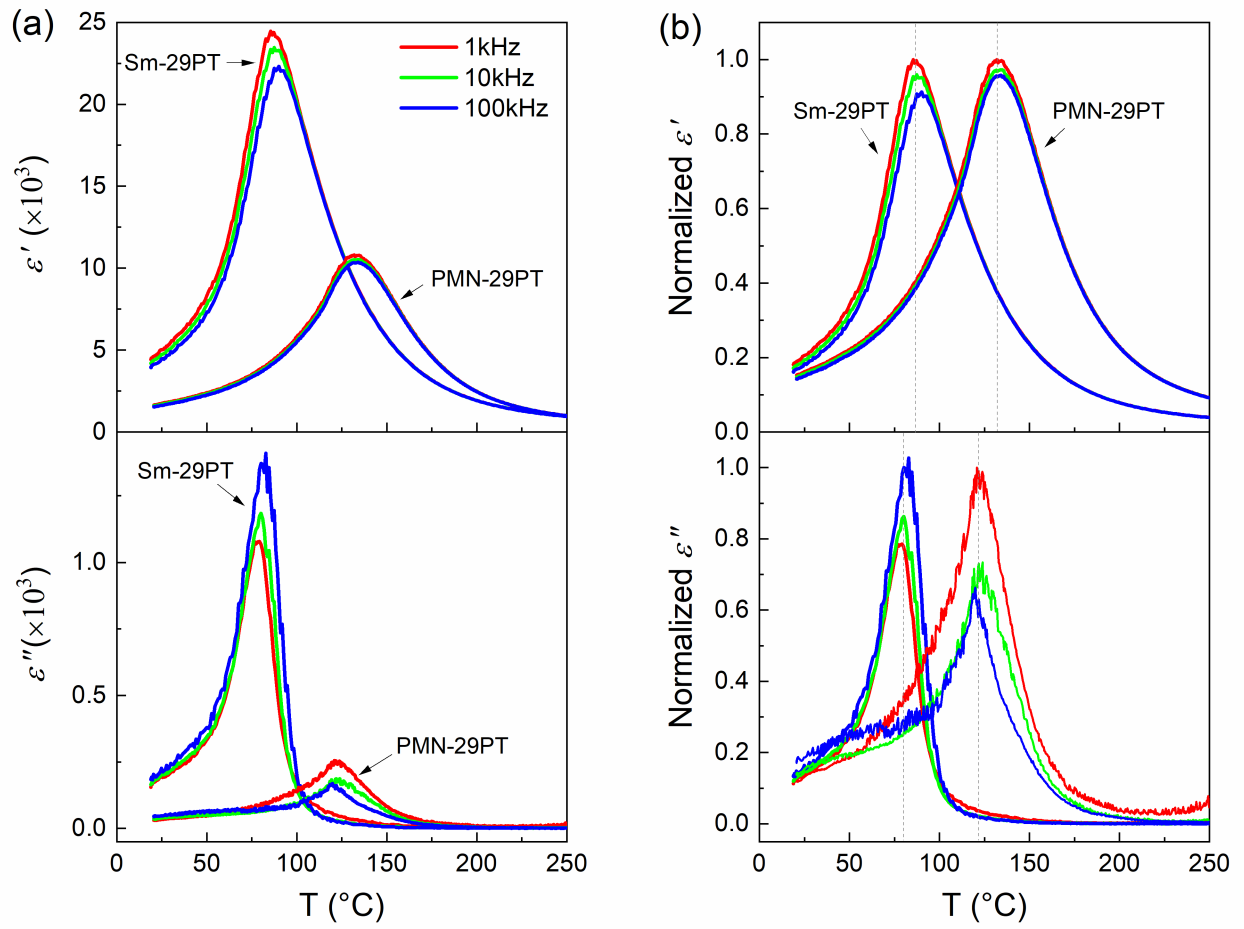 (a)
25
20
15
10
5
0
ε′ (×10³)
Sm-29PT
1kHz
10kHz
100kHz
PMN-29PT
1.0
0.5
0.0
ε″(×10³)
Sm-29PT
PMN-29PT
0 50 100 150 200 250
T (°C)
(b)
1.0
0.8
0.6
0.4
0.2
0.0
Normalized ε′
Sm-29PT
PMN-29PT
1.0
0.8
0.6
0.4
0.2
0.0
Normalized ε″
0 50 100 150 200 250
T (°C)